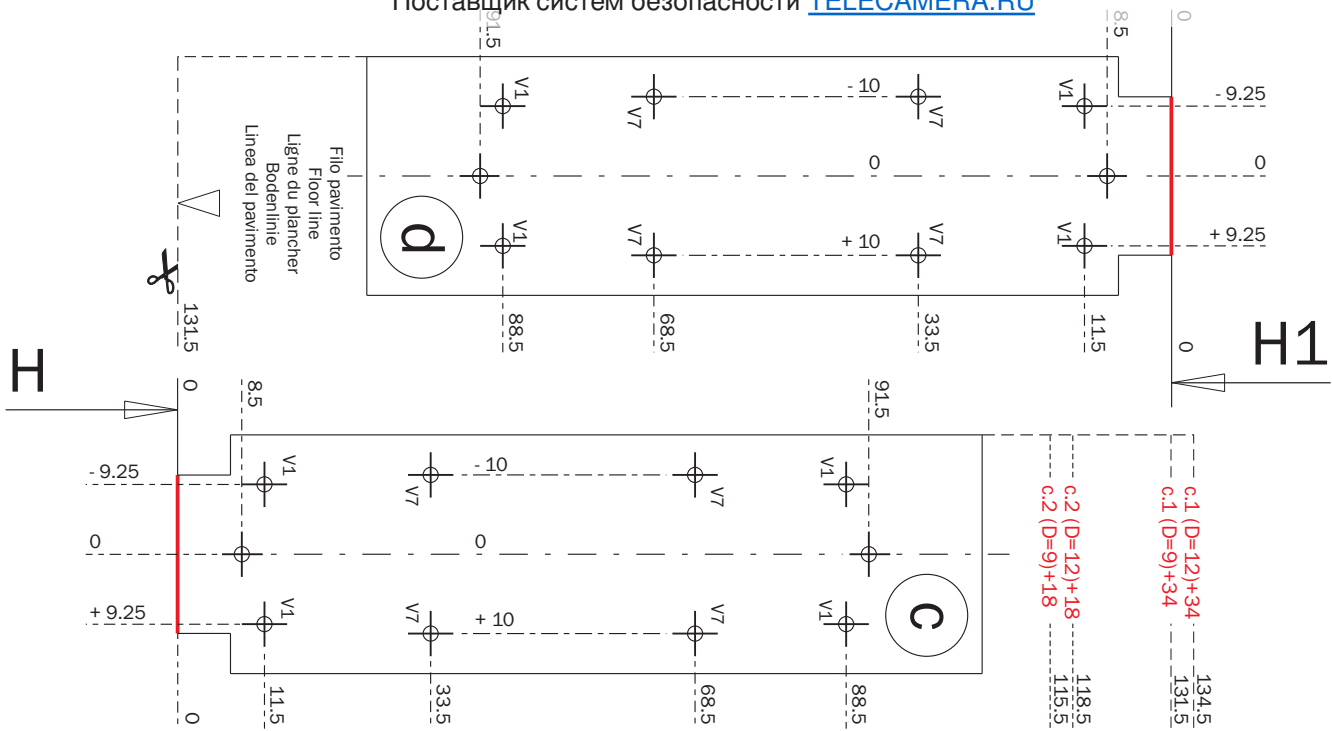 Поставщик систем безопасности TELECAMERA.RU
91.5
8.5
0
V1
V7
- 10
V7
V1
- 9.25
0
0
Filo pavimento
Floor line
Ligne du plancher
Bodenlinie
Linea del pavimento
d
V1
V7
+ 10
V7
V1
+ 9.25
131.5
88.5
68.5
33.5
11.5
0
H1
H
0
8.5
91.5
- 9.25
V1
V7
- 10
V7
V1
c.2 (D=9)+18
c.2 (D=12)+18
c.1 (D=9)+34
c.1 (D=12)+34
0
0
+ 9.25
V1
V7
+ 10
V7
V1
c
0
11.5
33.5
68.5
88.5
115.5
118.5
131.5
134.5